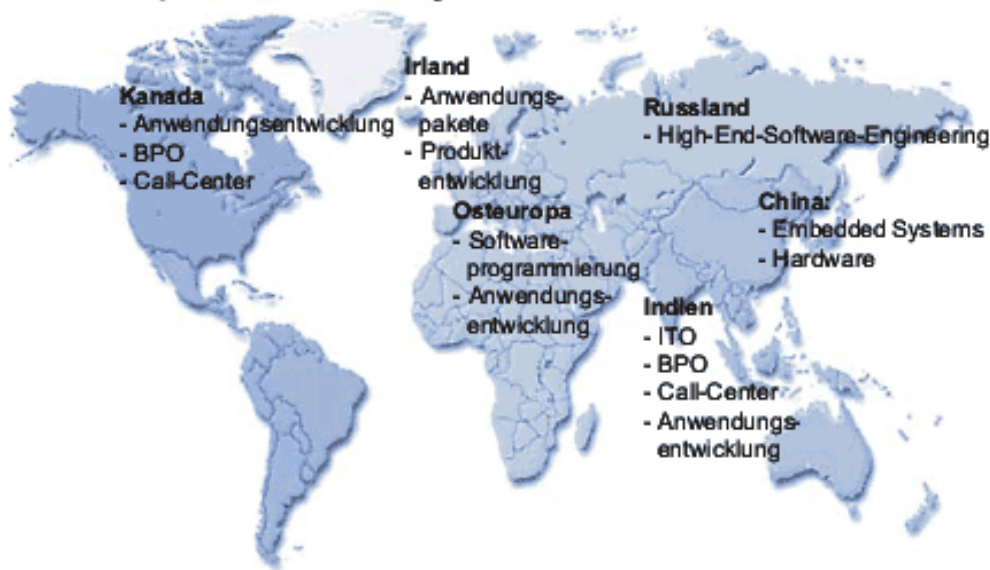 Kanada
- Anwendungsentwicklung
- BPO
- Call-Center
Irland
- Anwendungs-
pakete
- Produkt-
entwicklung
Osteuropa
- Software-
programmierung
- Anwendungs-
entwicklung
Russland
- High-End-Software-Engineering
China:
- Embedded Systems
- Hardware
Indien
- ITO
- BPO
- Call-Center
- Anwendungs-
entwicklung